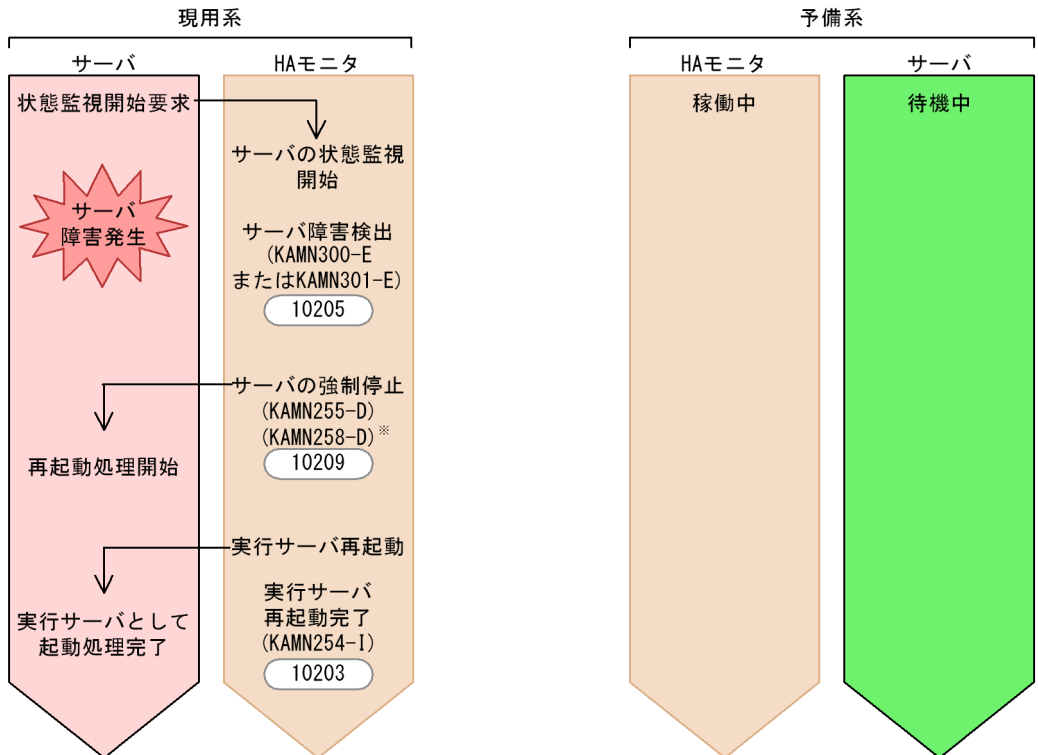 現用系
予備系
サーバ
HAモニタ
HAモニタ
サーバ
状態監視開始要求
稼働中
待機中
サーバの状態監視
開始
サーバ
障害発生
サーバ障害検出
(KAMN300-E
またはKAMN301-E)
10205
サーバの強制停止
(KAMN255-D)
(KAMN258-D)※
10209
再起動処理開始
実行サーバ再起動
実行サーバ
再起動完了
(KAMN254-I)
10203
実行サーバとして
起動処理完了